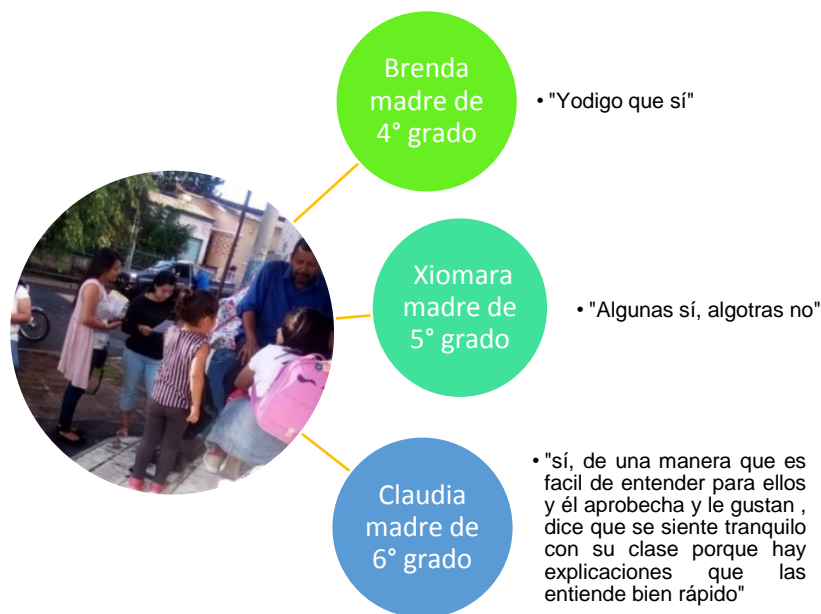 Brenda
madre de
4° grado
• "Yodigo que sí"
Xiomara
madre de
5° grado
• "Algunas sí, algotras no"
Claudia
madre de
6° grado
• "sí, de una manera que es
facil de entender para ellos
y él aprobecha y le gustan ,
dice que se siente tranquilo
con su clase porque hay
explicaciones que las
entiende bien rápido"